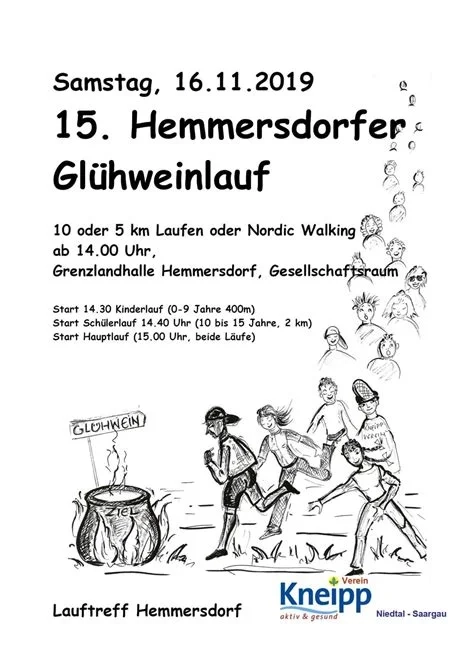 Samstag, 16.11.2019
15. Hemmersdorfer
Glühweinlauf
10 oder 5 km Laufen oder Nordic Walking
ab 14.00 Uhr,
Grenzlandhalle Hemmersdorf, Gesellschaftsraum
Start 14.30 Kinderlauf (0-9 Jahre 400m)
Start Schülerlauf 14.40 Uhr (10 bis 15 Jahre, 2 km)
Start Hauptlauf (15.00 Uhr, beide Läufe)
GLÜHWEIN
ZIEL
KNEIPP
VEREIN
Lauftreff Hemmersdorf
Verein
Kneipp
aktiv & gesund
Niedtal - Saargau